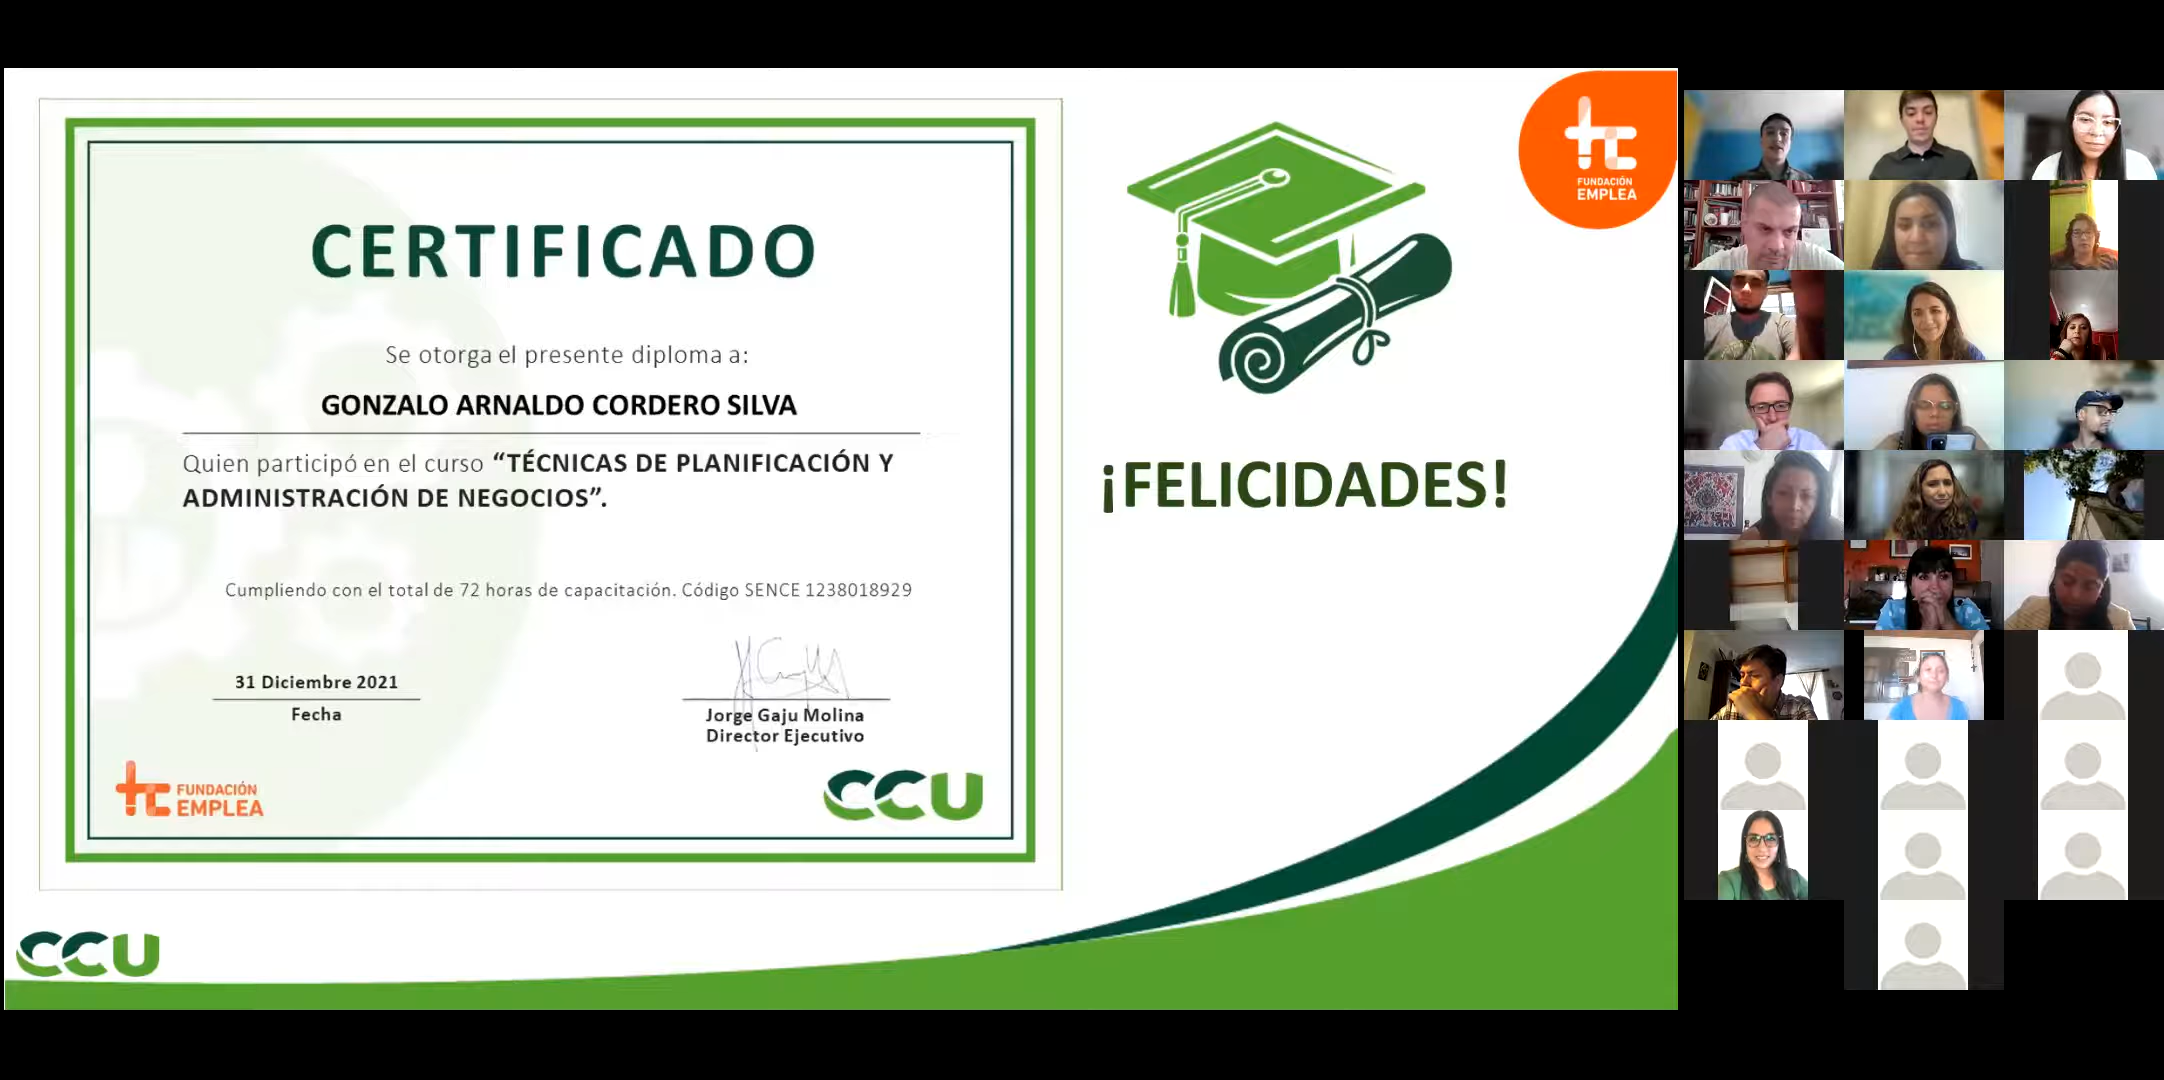 CERTIFICADO
Se otorga el presente diploma a:
GONZALO ARNALDO CORDERO SILVA
Quien participó en el curso “TÉCNICAS DE PLANIFICACIÓN Y
ADMINISTRACIÓN DE NEGOCIOS”.
Cumpliendo con el total de 72 horas de capacitación. Código SENCE 1238018929
31 Diciembre 2021
Fecha
Jorge Gaju Molina
Director Ejecutivo
FUNDACIÓN
EMPLEA
CCU
¡FELICIDADES!
FUNDACIÓN
EMPLEA
CCU